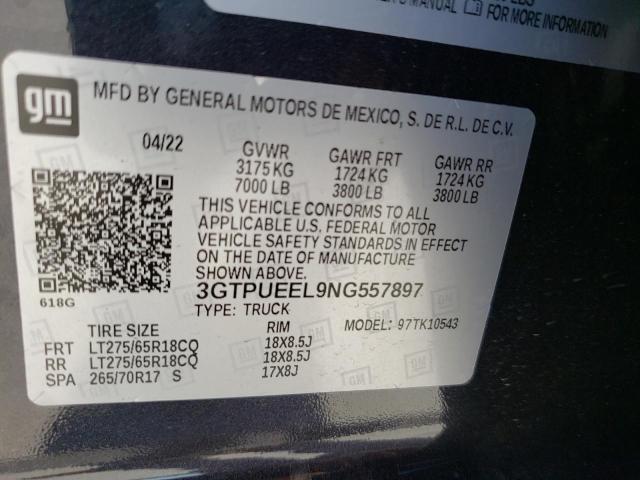 ER'S MANUAL FOR MORE INFORMATION
gm
MFD BY GENERAL MOTORS DE MEXICO, S. DE R.L. DE C.V.
04/22
GVWR GAWR FRT GAWR RR
3175 KG 1724 KG 1724 KG
7000 LB 3800 LB 3800 LB
THIS VEHICLE CONFORMS TO ALL
APPLICABLE U.S. FEDERAL MOTOR
VEHICLE SAFETY STANDARDS IN EFFECT
ON THE DATE OF MANUFACTURE
SHOWN ABOVE.
618G
3GTPUEEL9NG557897
TYPE: TRUCK
MODEL: 97TK10543
TIRE SIZE RIM
FRT LT275/65R18CQ 18X8.5J
RR LT275/65R18CQ 18X8.5J
SPA 265/70R17 S 17X8J